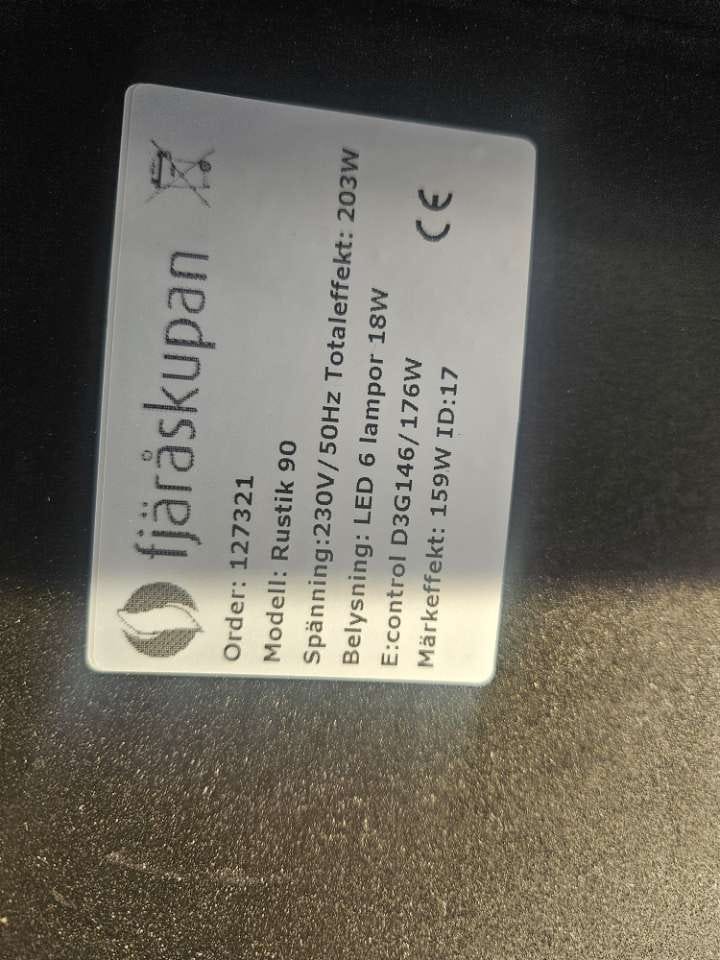 fjäråskupan
Order: 127321
Modell: Rustik 90
Spänning:230V/50Hz Totaleffekt: 203W
Belysning: LED 6 lampor 18W
E:control D3G146/176W
Märkeffekt: 159W ID:17
CE